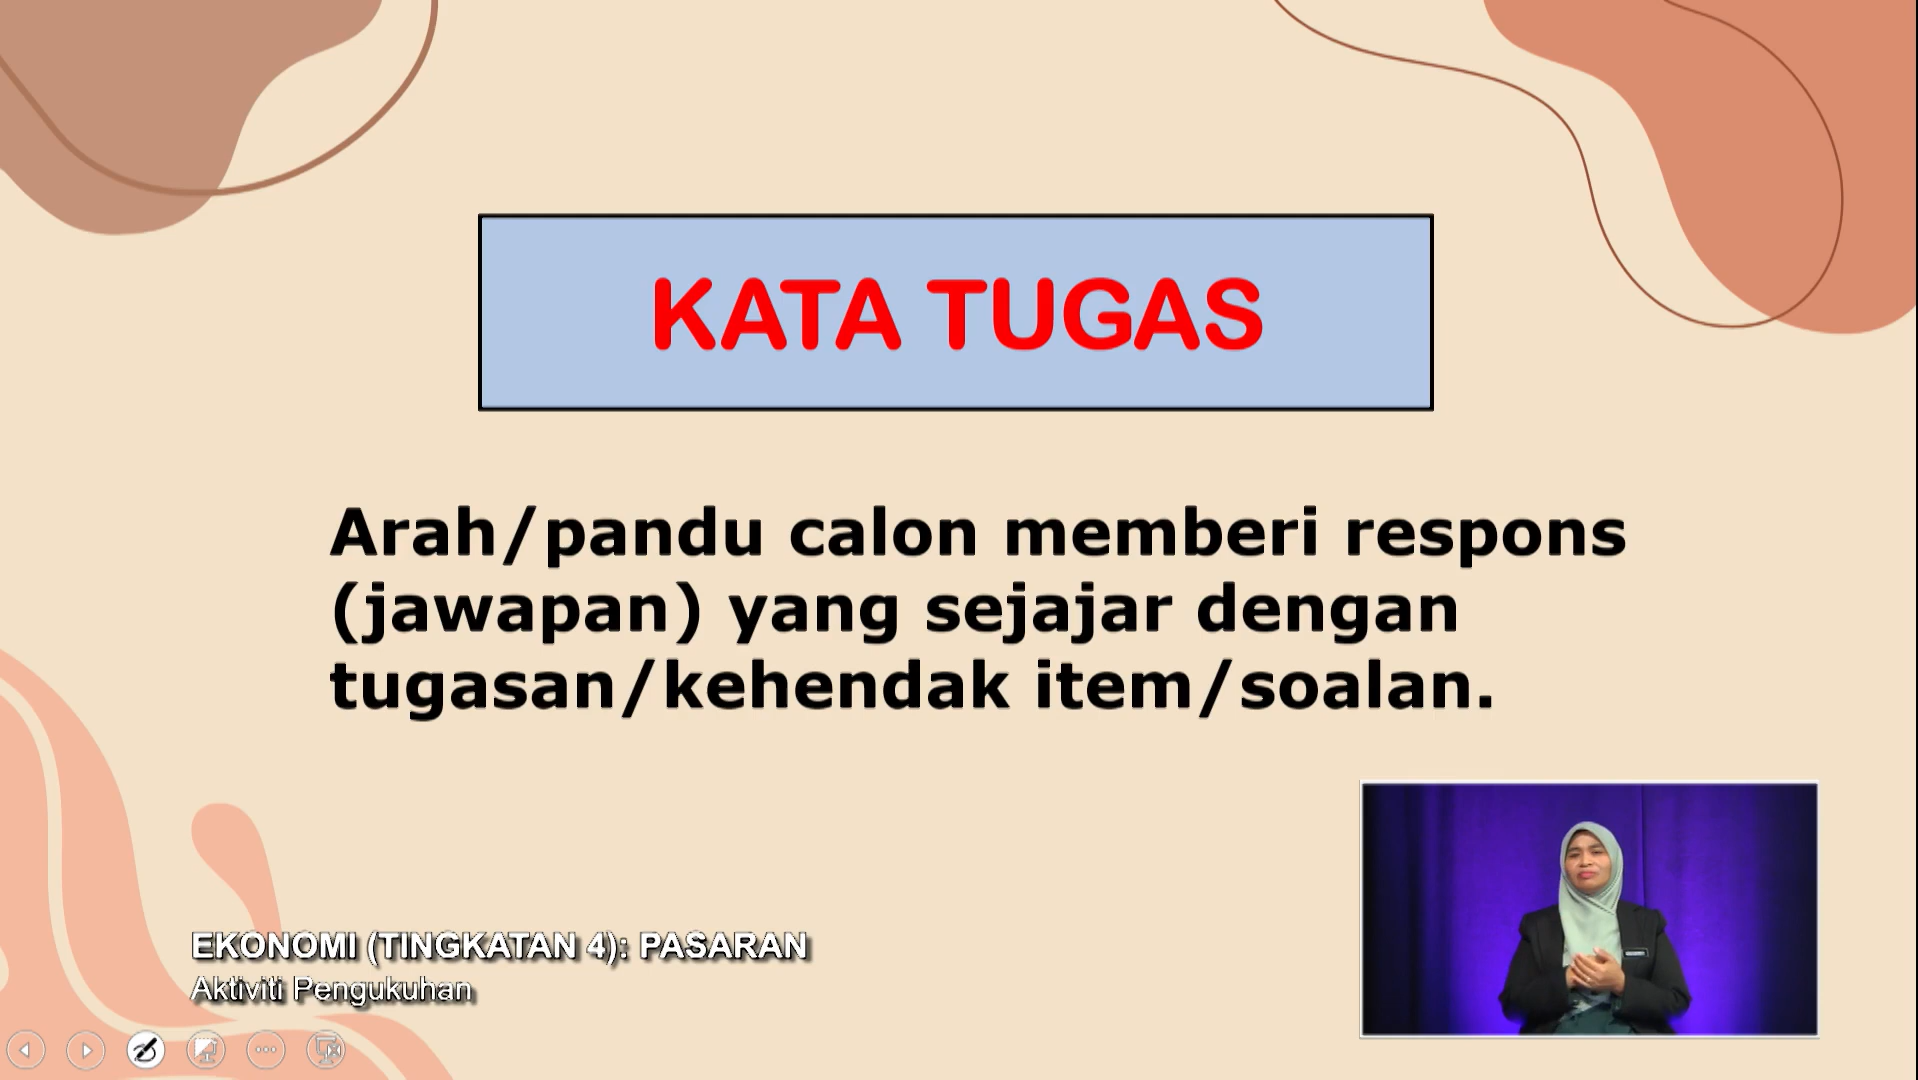 KATA TUGAS
Arah/pandu calon memberi respons
(jawapan) yang sejajar dengan
tugasan/kehendak item/soalan.
EKONOMI (TINGKATAN 4): PASARAN
Aktiviti Pengukuhan